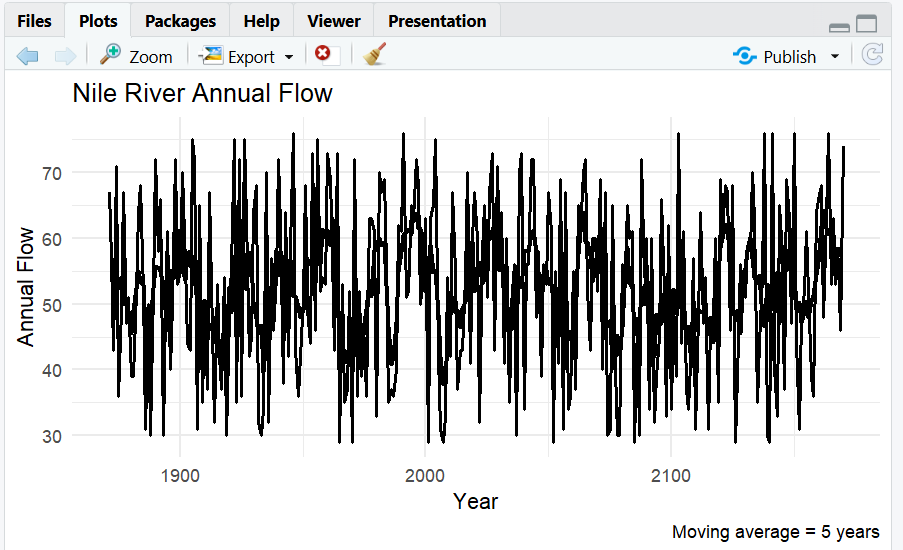 Files Plots Packages Help Viewer Presentation
Zoom Export Publish
Nile River Annual Flow
Annual Flow
70
60
50
40
30
1900 2000 2100
Year
Moving average = 5 years